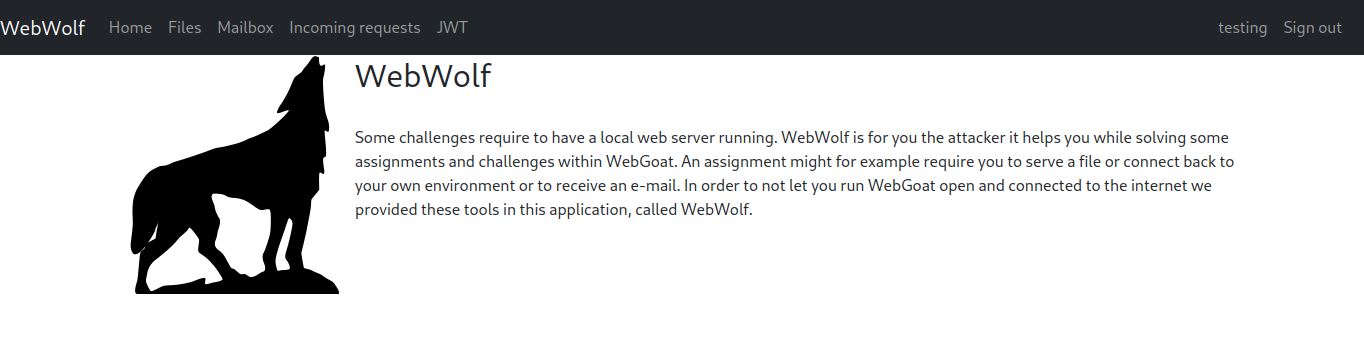 WebWolf Home Files Mailbox Incoming requests JWT testing Sign out
WebWolf
Some challenges require to have a local web server running. WebWolf is for you the attacker it helps you while solving some
assignments and challenges within WebGoat. An assignment might for example require you to serve a file or connect back to
your own environment or to receive an e-mail. In order to not let you run WebGoat open and connected to the internet we
provided these tools in this application, called WebWolf.